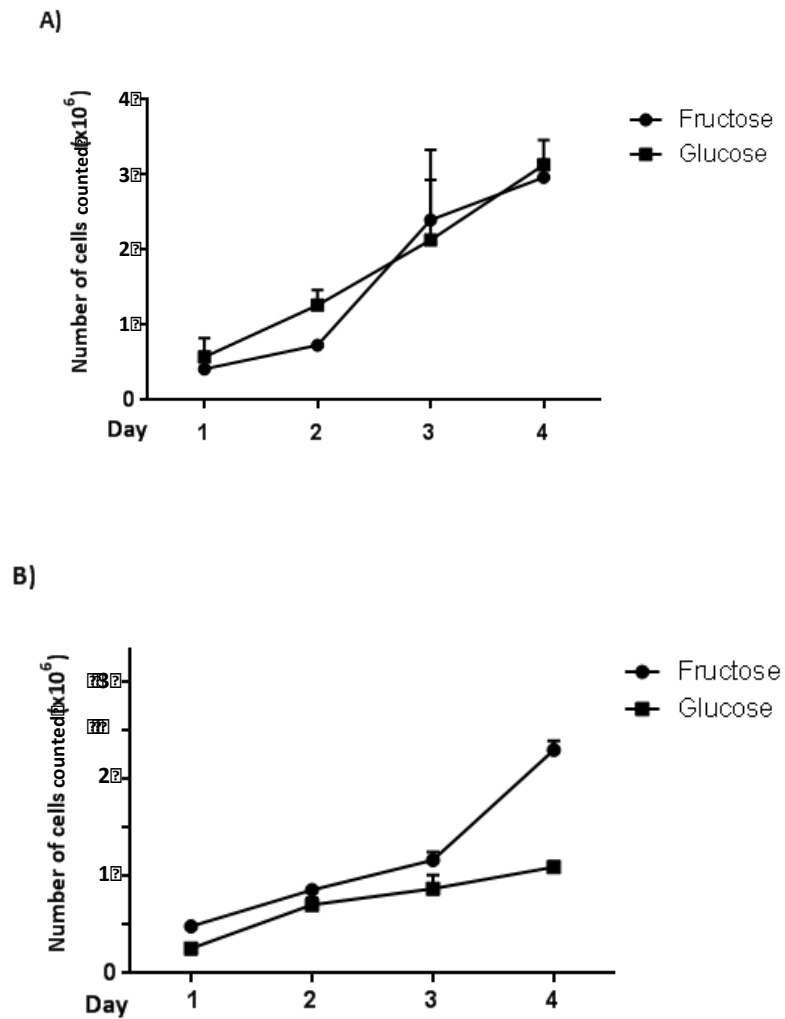 A)
Number of cells counted (x10⁶)
4
3
2
1
0
Day 1 2 3 4
Fructose
Glucose
B)
Number of cells counted (x10⁶)
3
2
1
0
Day 1 2 3 4
Fructose
Glucose